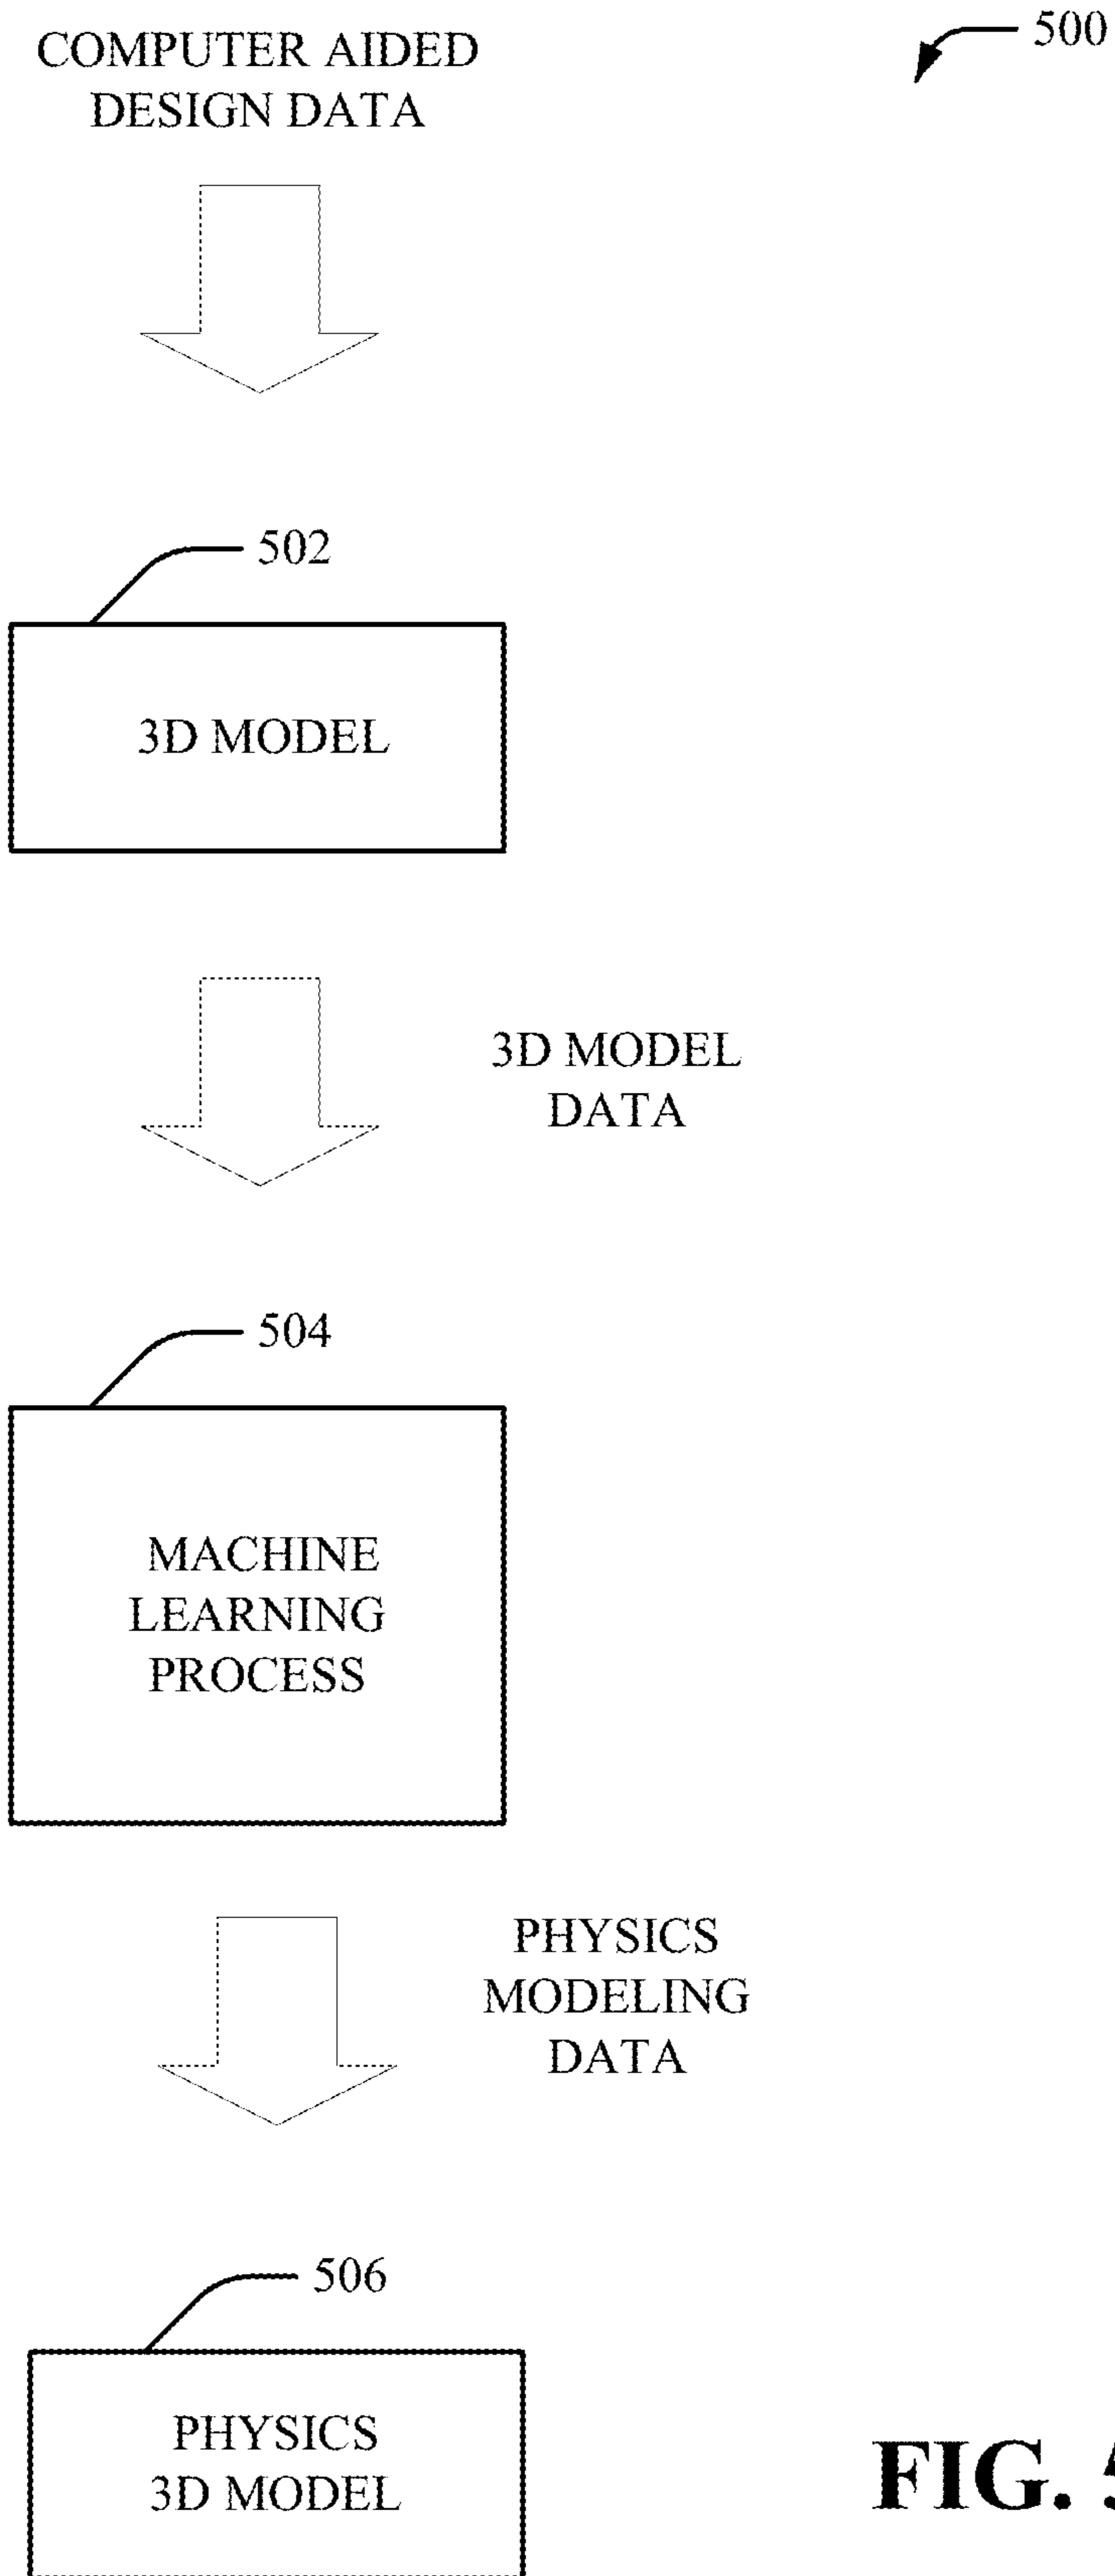 500
COMPUTER AIDED
DESIGN DATA
502
3D MODEL
3D MODEL
DATA
504
MACHINE
LEARNING
PROCESS
PHYSICS
MODELING
DATA
506
PHYSICS
3D MODEL
FIG. 5